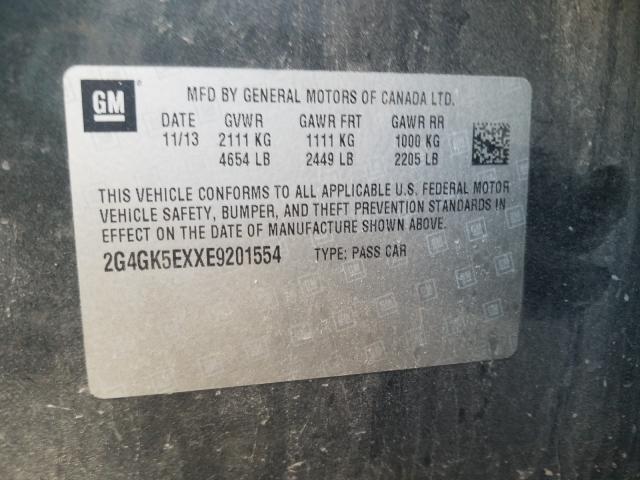 GM MFD BY GENERAL MOTORS OF CANADA LTD.
DATE GVWR GAWR FRT GAWR RR
11/13 2111 KG 1111 KG 1000 KG
4654 LB 2449 LB 2205 LB
THIS VEHICLE CONFORMS TO ALL APPLICABLE U.S. FEDERAL MOTOR
VEHICLE SAFETY, BUMPER, AND THEFT PREVENTION STANDARDS IN
EFFECT ON THE DATE OF MANUFACTURE SHOWN ABOVE.
2G4GK5EXXE9201554 TYPE: PASS CAR